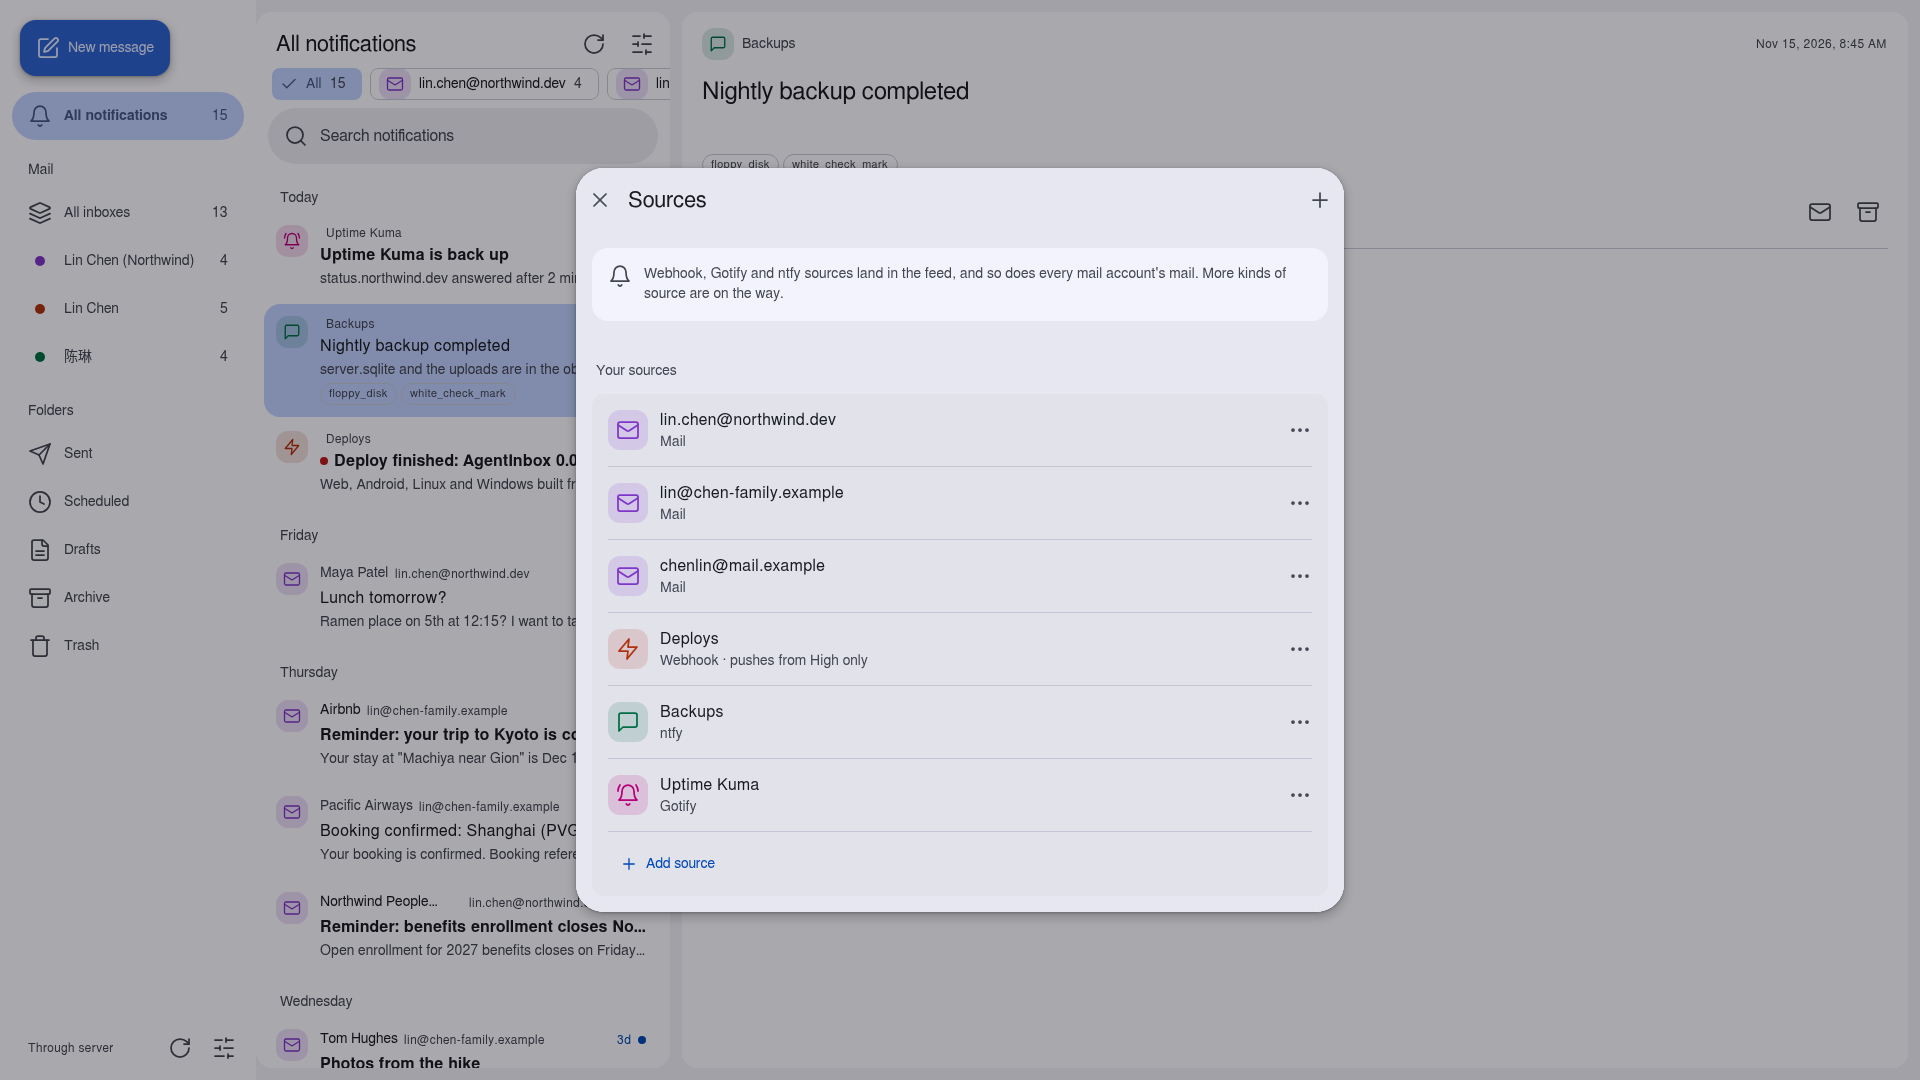 New message
All notifications 15
Mail
All inboxes 13
Lin Chen (Northwind) 4
Lin Chen 5
陈琳 4
Folders
Sent
Scheduled
Drafts
Archive
Trash
Through server
All notifications
All 15
lin.chen@northwind.dev 4
lin
Search notifications
Today
Uptime Kuma
Uptime Kuma is back up
status.northwind.dev answered after 2 mi
Backups
Nightly backup completed
server.sqlite and the uploads are in the ob
floppy_disk white_check_mark
Deploys
Deploy finished: AgentInbox 0.0
Web, Android, Linux and Windows built fr
Friday
Maya Patel lin.chen@northwind.dev
Lunch tomorrow?
Ramen place on 5th at 12:15? I want to ta
Thursday
Airbnb lin@chen-family.example
Reminder: your trip to Kyoto is co
Your stay at "Machiya near Gion" is Dec 1
Pacific Airways lin@chen-family.example
Booking confirmed: Shanghai (PVG
Your booking is confirmed. Booking refere
Northwind People... lin.chen@northwind.
Reminder: benefits enrollment closes No...
Open enrollment for 2027 benefits closes on Friday...
Wednesday
Tom Hughes lin@chen-family.example 3d
Photos from the hike
Backups
Nov 15, 2026, 8:45 AM
Nightly backup completed
floppy_disk white_check_mark
Sources
Webhook, Gotify and ntfy sources land in the feed, and so does every mail account's mail. More kinds of
source are on the way.
Your sources
lin.chen@northwind.dev
Mail
lin@chen-family.example
Mail
chenlin@mail.example
Mail
Deploys
Webhook · pushes from High only
Backups
ntfy
Uptime Kuma
Gotify
Add source